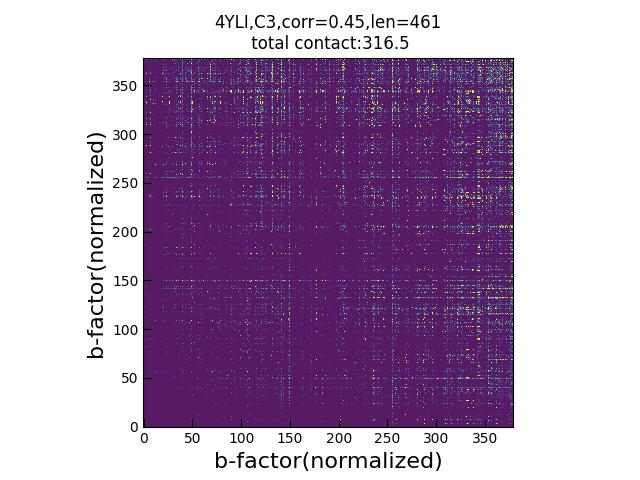 4YLI,C3,corr=0.45,len=461
total contact:316.5
350
300
250
200
150
100
50
0
b-factor(normalized)
0 50 100 150 200 250 300 350
b-factor(normalized)